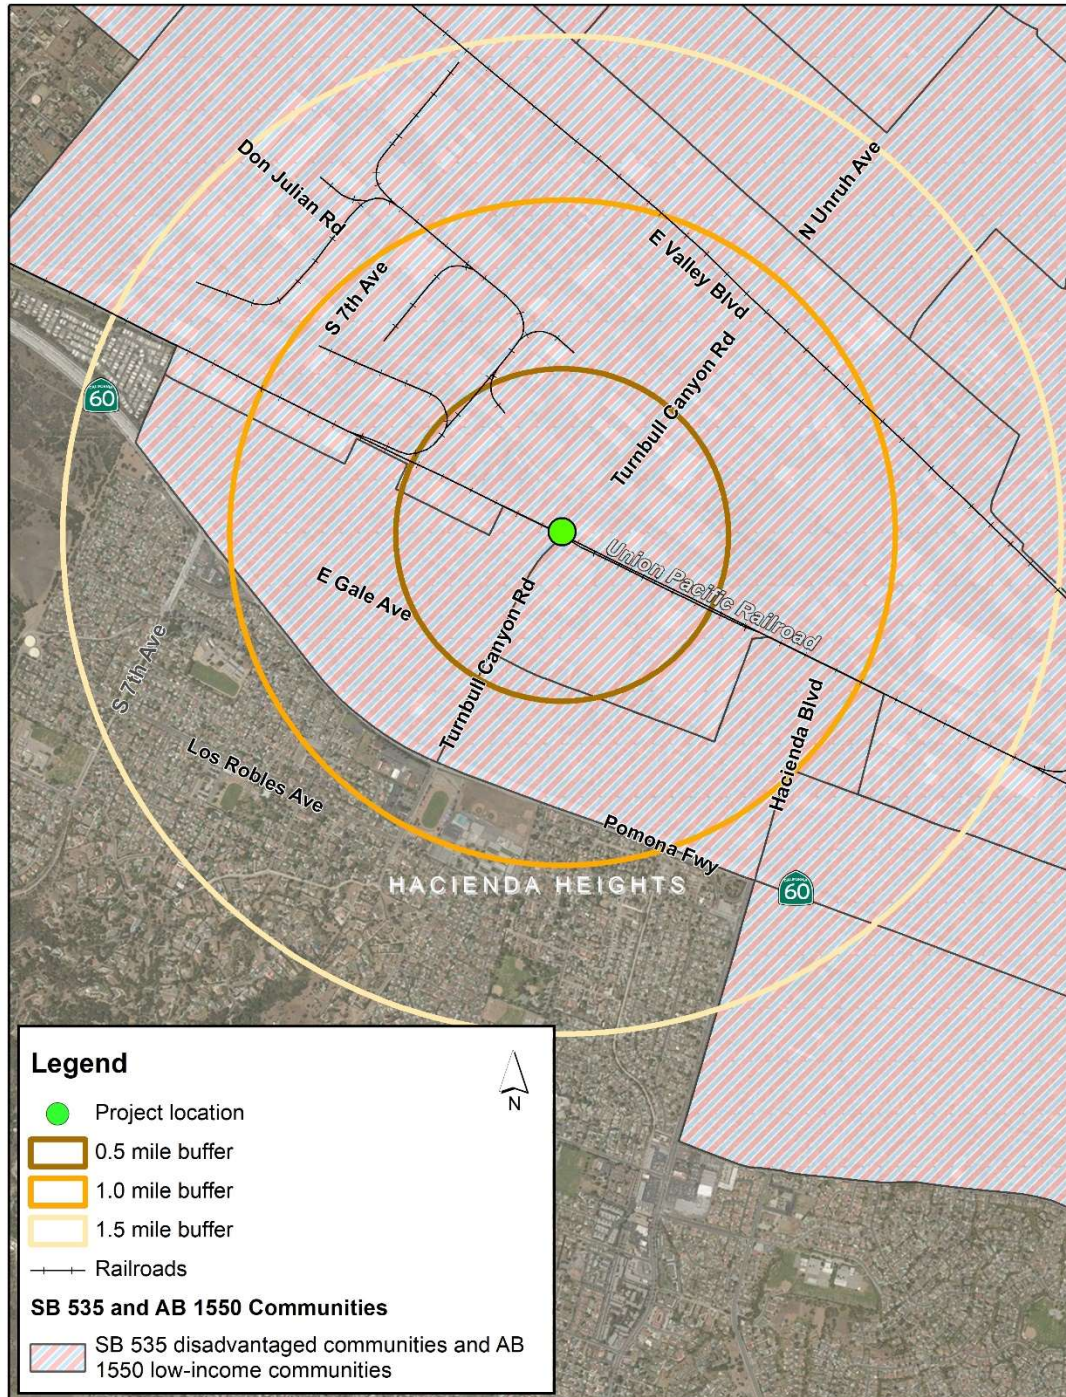 Don Julian Rd
N Unruh Ave
E Valley Blvd
S 7th Ave
Turnbull Canyon Rd
CALIFORNIA
60
Union Pacific Railroad
E Gale Ave
Turnbull Canyon Rd
S 7th Ave
Hacienda Blvd
Los Robles Ave
Pomona Fwy
HACIENDA HEIGHTS
CALIFORNIA
60
Legend
N
Project location
0.5 mile buffer
1.0 mile buffer
1.5 mile buffer
Railroads
SB 535 and AB 1550 Communities
SB 535 disadvantaged communities and AB
1550 low-income communities